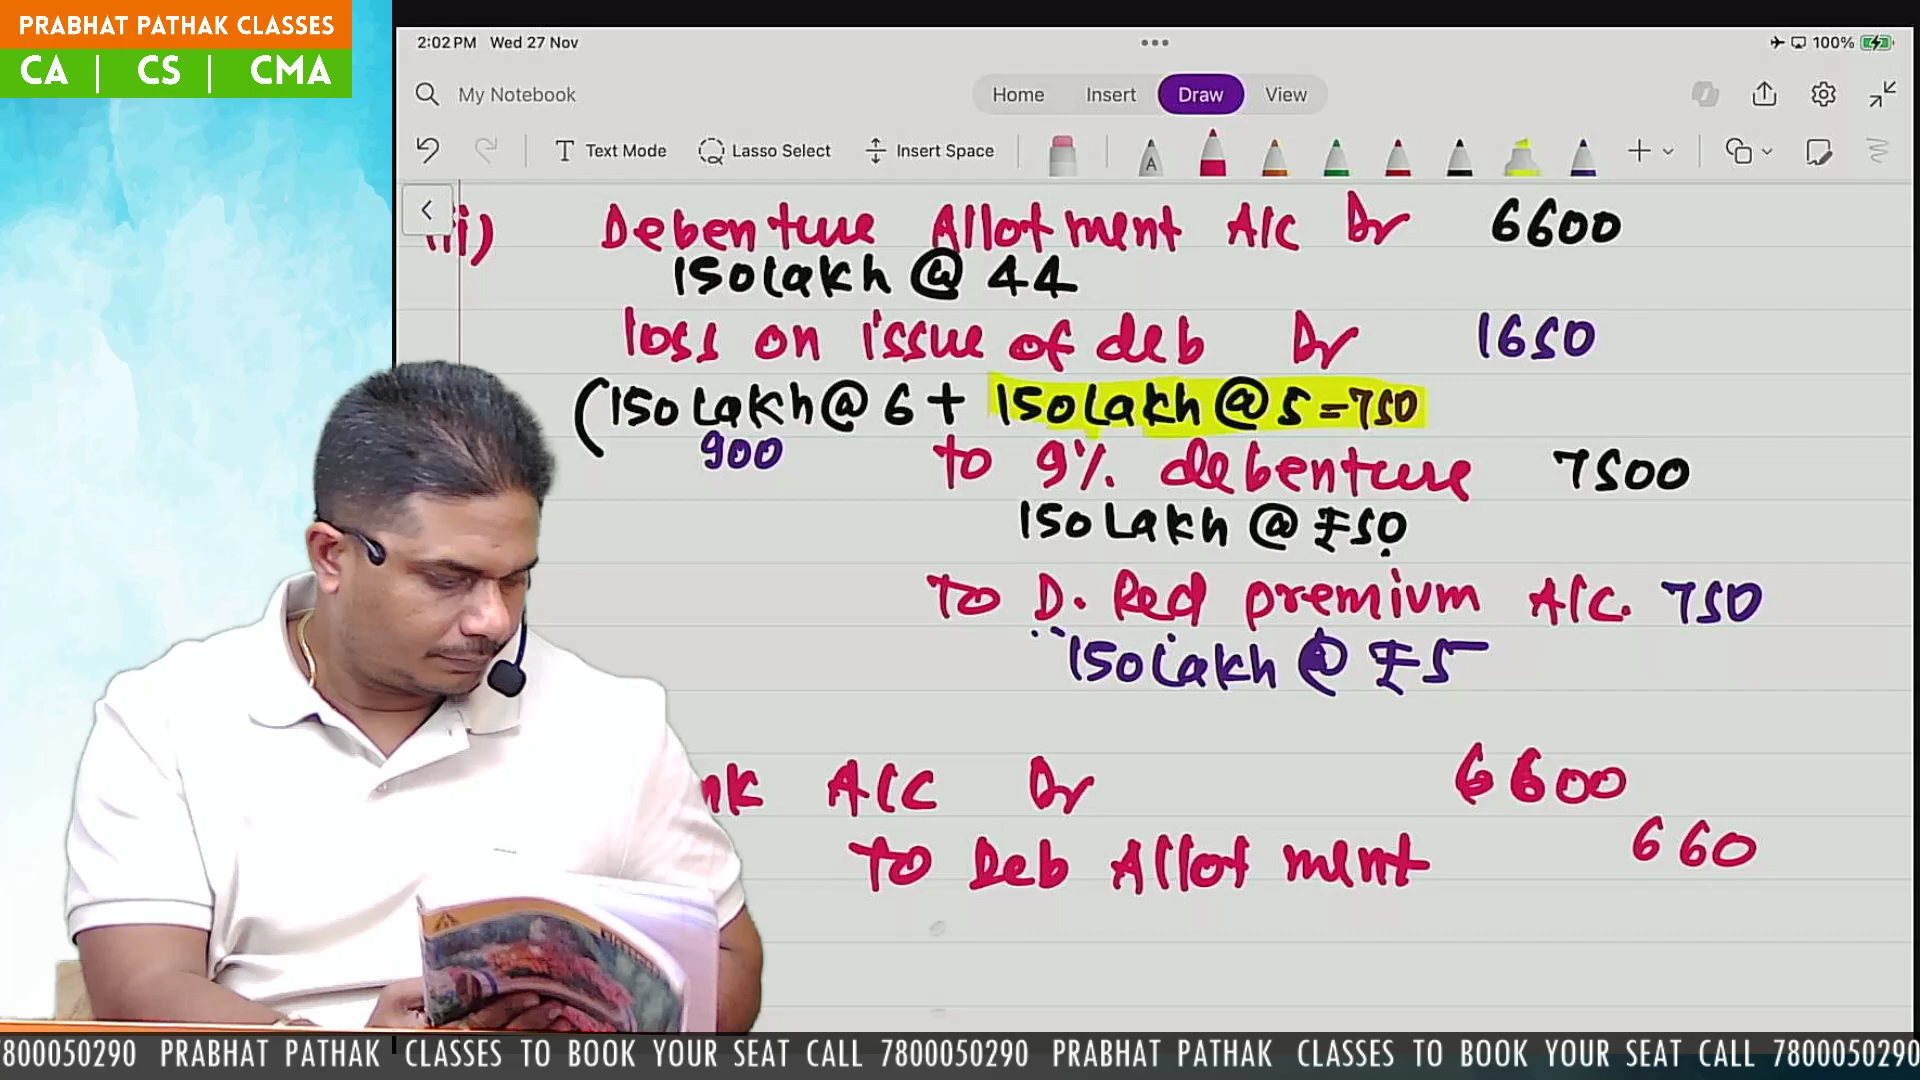 PRABHAT PATHAK CLASSES
CA | CS | CMA
2:02 PM Wed 27 Nov
100%
My Notebook
Home Insert Draw View
Text Mode Lasso Select Insert Space
ii) Debenture Allotment A/c Dr 6600
150 Lakh @ 44
loss on issue of deb Dr 1650
(150 Lakh @ 6 + 150 Lakh @ 5 = 750
900
to 9% debenture 7500
150 Lakh @ ₹50
To D. Red premium A/c. 750
150 Lakh @ ₹5
nk A/c Dr 6600
To Deb Allotment 660
7800050290 PRABHAT PATHAK CLASSES TO BOOK YOUR SEAT CALL 7800050290 PRABHAT PATHAK CLASSES TO BOOK YOUR SEAT CALL 7800050290